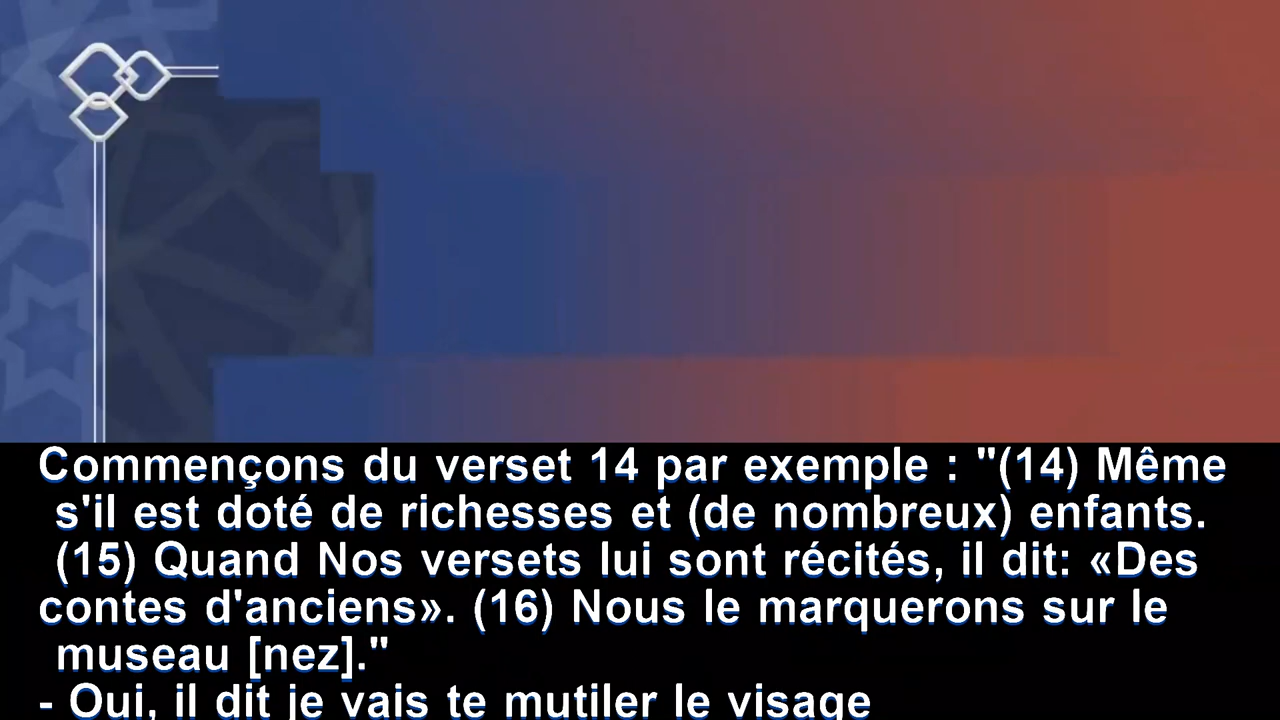 Commençons du verset 14 par exemple : "(14) Même
s'il est doté de richesses et (de nombreux) enfants.
(15) Quand Nos versets lui sont récités, il dit: «Des
contes d'anciens». (16) Nous le marquerons sur le
museau [nez]."
- Oui, il dit je vais te mutiler le visage